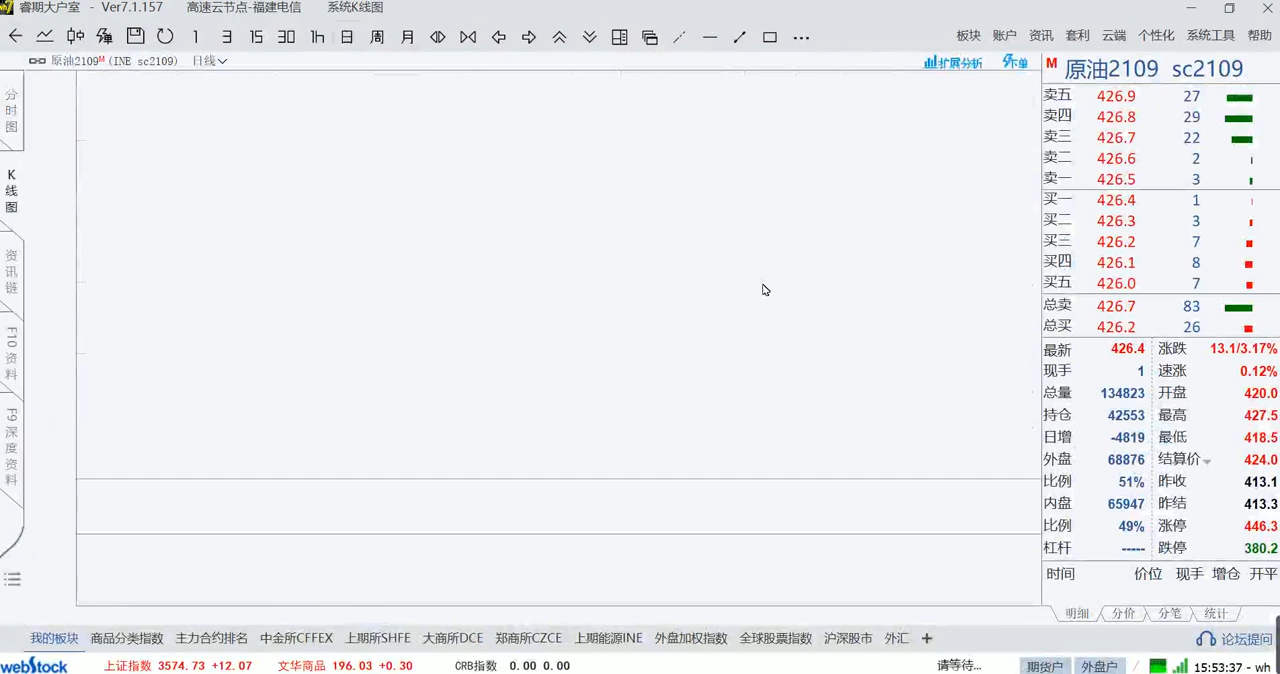 睿期大户室 - Ver7.1.157 高速云节点-福建电信 系统K线图
1 3 15 30 1h 日 周 月
板块 账户 资讯 套利 云端 个性化 系统工具 帮助
原油2109M (INE sc2109) 日线
扩展分析
M 原油2109 sc2109
分时图
K线图
资讯链
F10资料
F9深度资料
卖五 426.9 27
卖四 426.8 29
卖三 426.7 22
卖二 426.6 2
卖一 426.5 3
买一 426.4 1
买二 426.3 3
买三 426.2 7
买四 426.1 8
买五 426.0 7
总卖 426.7 83
总买 426.2 26
最新 426.4 涨跌 13.1/3.17%
现手 1 速涨 0.12%
总量 134823 开盘 420.0
持仓 42553 最高 427.5
日增 -4819 最低 418.5
外盘 68876 结算价 424.0
比例 51% 昨收 413.1
内盘 65947 昨结 413.3
比例 49% 涨停 446.3
杠杆 ----- 跌停 380.2
时间 价位 现手 增仓 开平
明细 分价 分笔 统计
我的板块 商品分类指数 主力合约排名 中金所CFFEX 上期所SHFE 大商所DCE 郑商所CZCE 上期能源INE 外盘加权指数 全球股票指数 沪深股市 外汇 +
论坛提问
webStock 上证指数 3574.73 +12.07 文华商品 196.03 +0.30 CRB指数 0.00 0.00 请等待... 期货户 外盘户 15:53:37 - wh